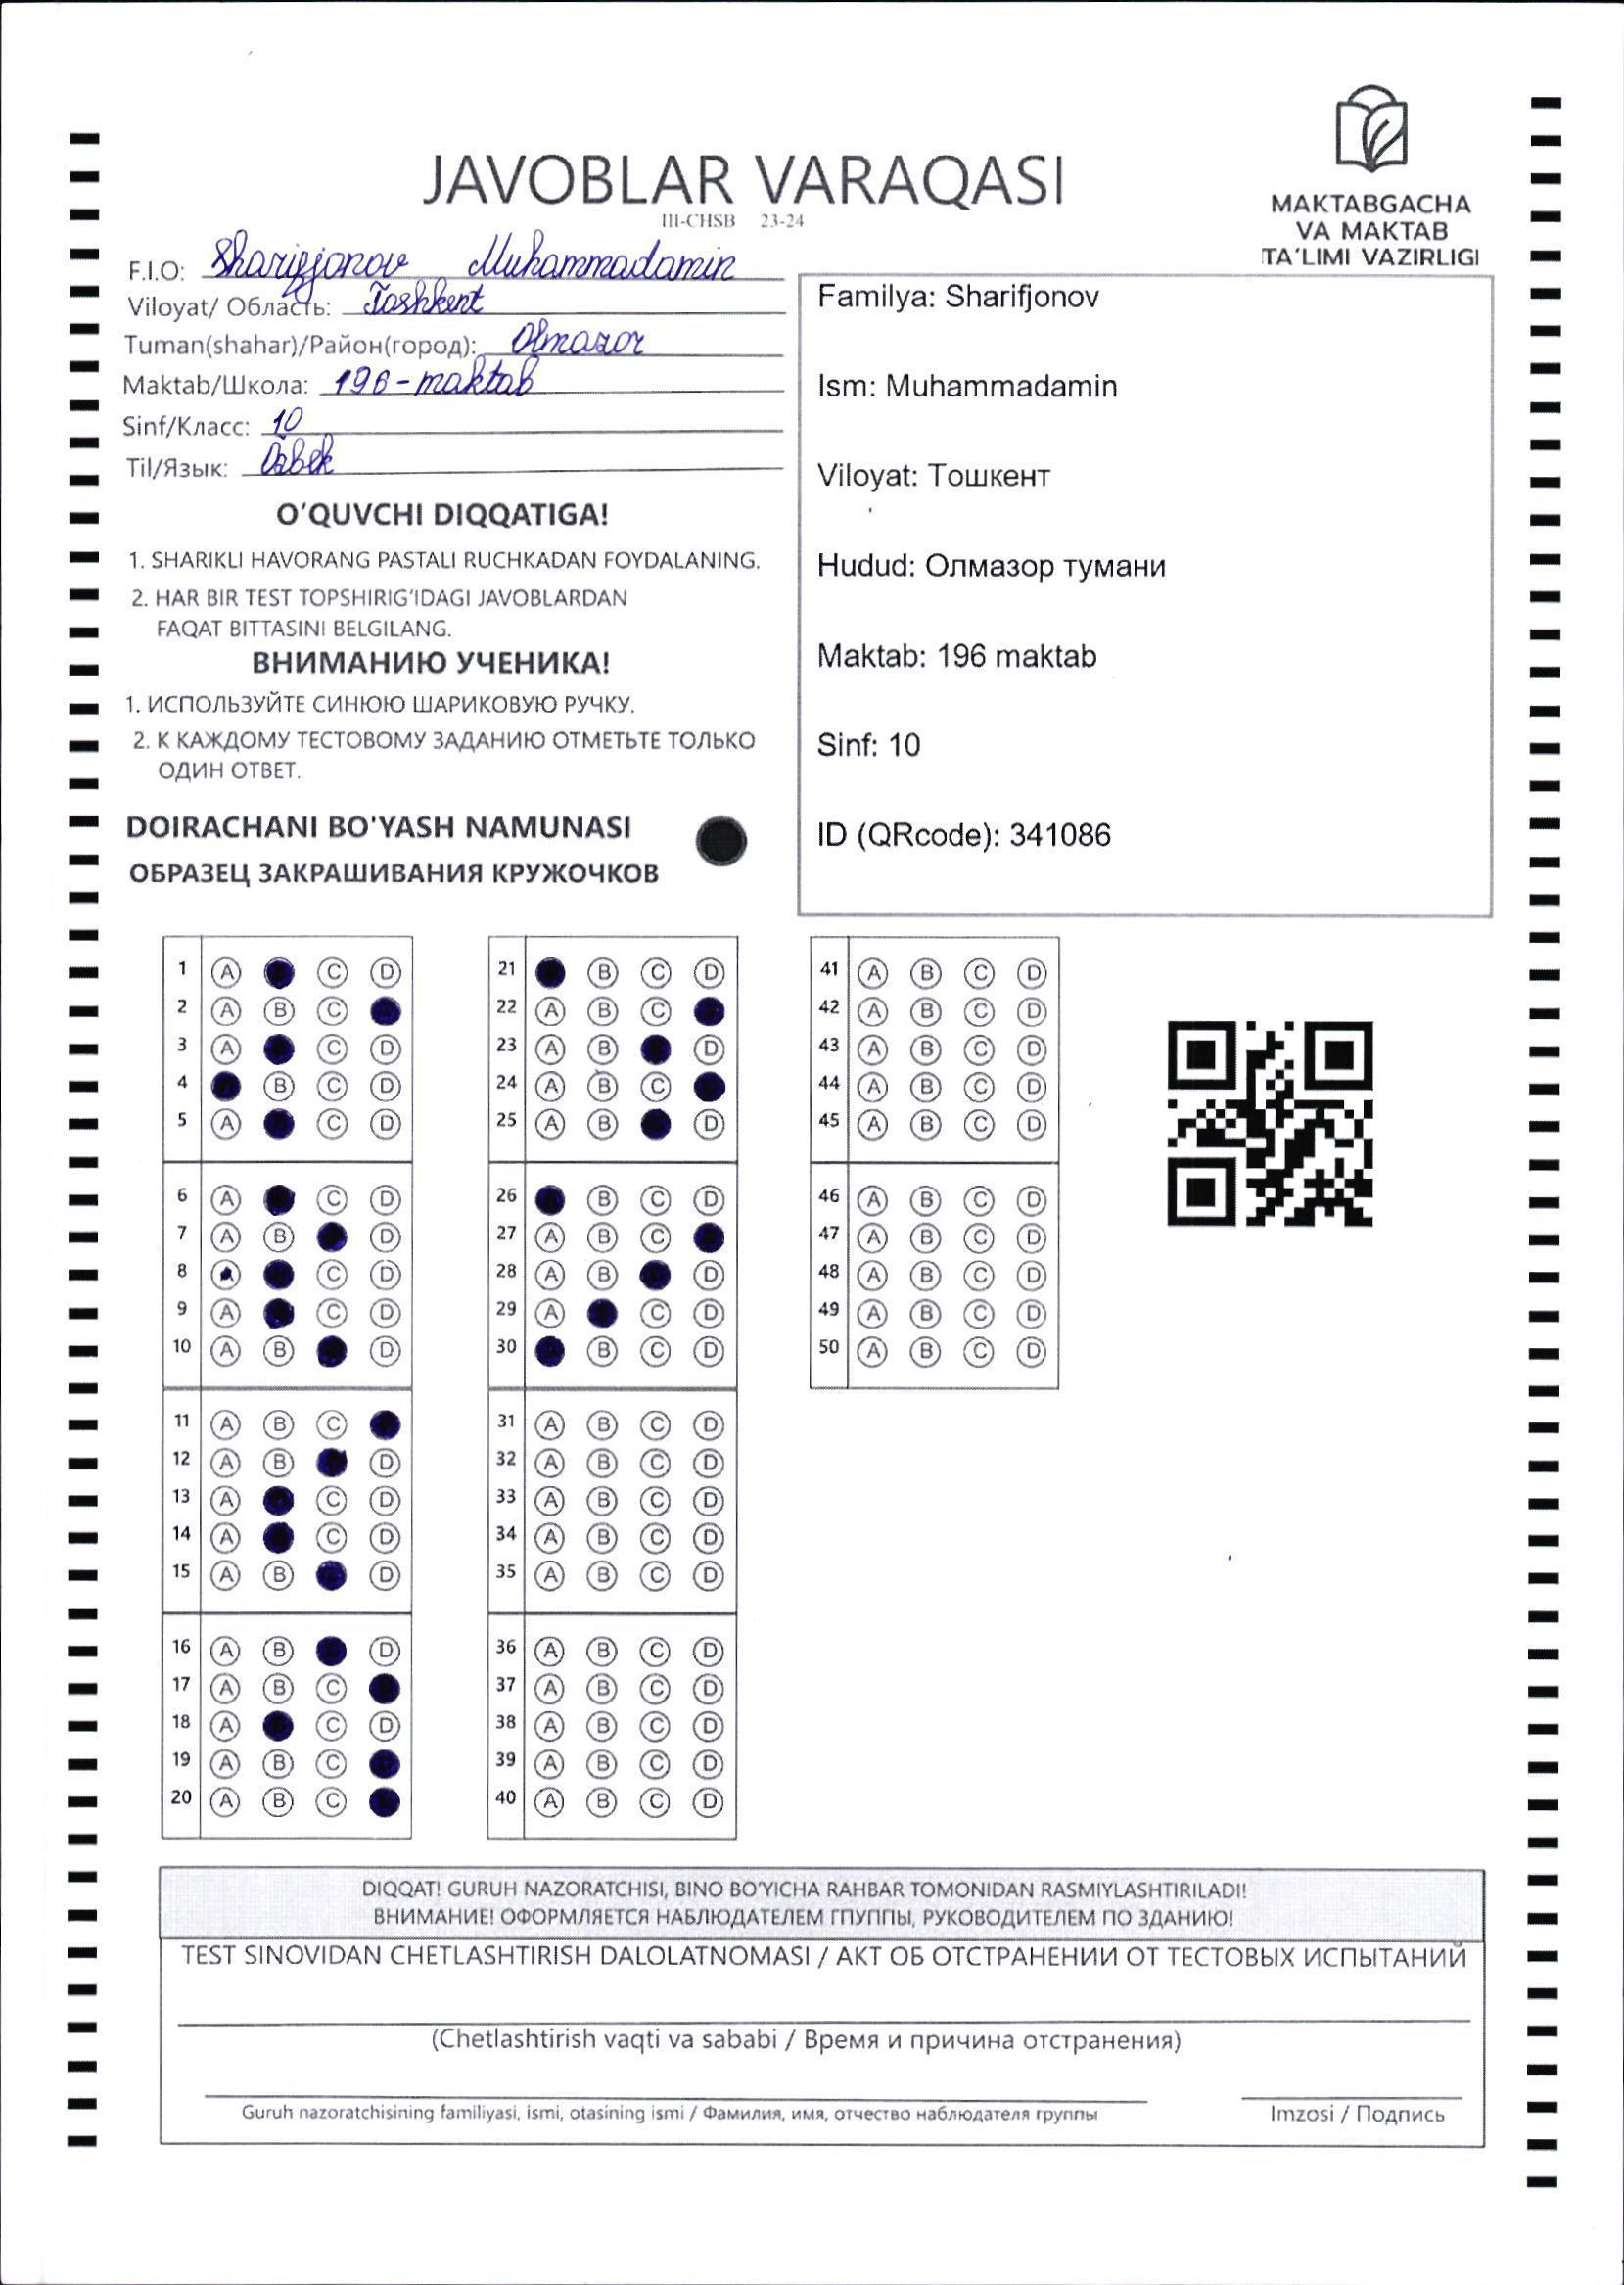 JAVOBLAR VARAQASI
III-CHSB 23-24
MAKTABGACHA
VA MAKTAB
TA'LIMI VAZIRLIGI
F.I.O: Sharifjonov Muhammadamin
Viloyat/ Область: Toshkent
Tuman(shahar)/Район(город): Olmazor
Maktab/Школа: 196-maktab
Sinf/Класс: 10
Til/Язык: Oʻzbek
O'QUVCHI DIQQATIGA!
1. SHARIKLI HAVORANG PASTALI RUCHKADAN FOYDALANING.
2. HAR BIR TEST TOPSHIRIG'IDAGI JAVOBLARDAN
FAQAT BITTASINI BELGILANG.
ВНИМАНИЮ УЧЕНИКА!
1. ИСПОЛЬЗУЙТЕ СИНЮЮ ШАРИКОВУЮ РУЧКУ.
2. К КАЖДОМУ ТЕСТОВОМУ ЗАДАНИЮ ОТМЕТЬТЕ ТОЛЬКО
ОДИН ОТВЕТ.
DOIRACHANI BO'YASH NAMUNASI
ОБРАЗЕЦ ЗАКРАШИВАНИЯ КРУЖОЧКОВ
Familya: Sharifjonov
Ism: Muhammadamin
Viloyat: Тошкент
Hudud: Олмазор тумани
Maktab: 196 maktab
Sinf: 10
ID (QRcode): 341086
1 A C D
2 A B C
3 A C D
4 B C D
5 A C D
6 A C D
7 A B D
8 A C D
9 A C D
10 A B D
11 A B C
12 A B D
13 A C D
14 A C D
15 A B D
16 A B D
17 A B C
18 A C D
19 A B C
20 A B C
21 B C D
22 A B C
23 A B D
24 A B C
25 A B D
26 B C D
27 A B C
28 A B D
29 A C D
30 B C D
31 A B C D
32 A B C D
33 A B C D
34 A B C D
35 A B C D
36 A B C D
37 A B C D
38 A B C D
39 A B C D
40 A B C D
41 A B C D
42 A B C D
43 A B C D
44 A B C D
45 A B C D
46 A B C D
47 A B C D
48 A B C D
49 A B C D
50 A B C D
DIQQAT! GURUH NAZORATCHISI, BINO BO'YICHA RAHBAR TOMONIDAN RASMIYLASHTIRILADI!
ВНИМАНИЕ! ОФОРМЛЯЕТСЯ НАБЛЮДАТЕЛЕМ ГПУППЫ, РУКОВОДИТЕЛЕМ ПО ЗДАНИЮ!
TEST SINOVIDAN CHETLASHTIRISH DALOLATNOMASI / АКТ ОБ ОТСТРАНЕНИИ ОТ ТЕСТОВЫХ ИСПЫТАНИЙ
(Chetlashtirish vaqti va sababi / Время и причина отстранения)
Guruh nazoratchisining familiyasi, ismi, otasining ismi / Фамилия, имя, отчество наблюдателя группы
Imzosi / Подпись